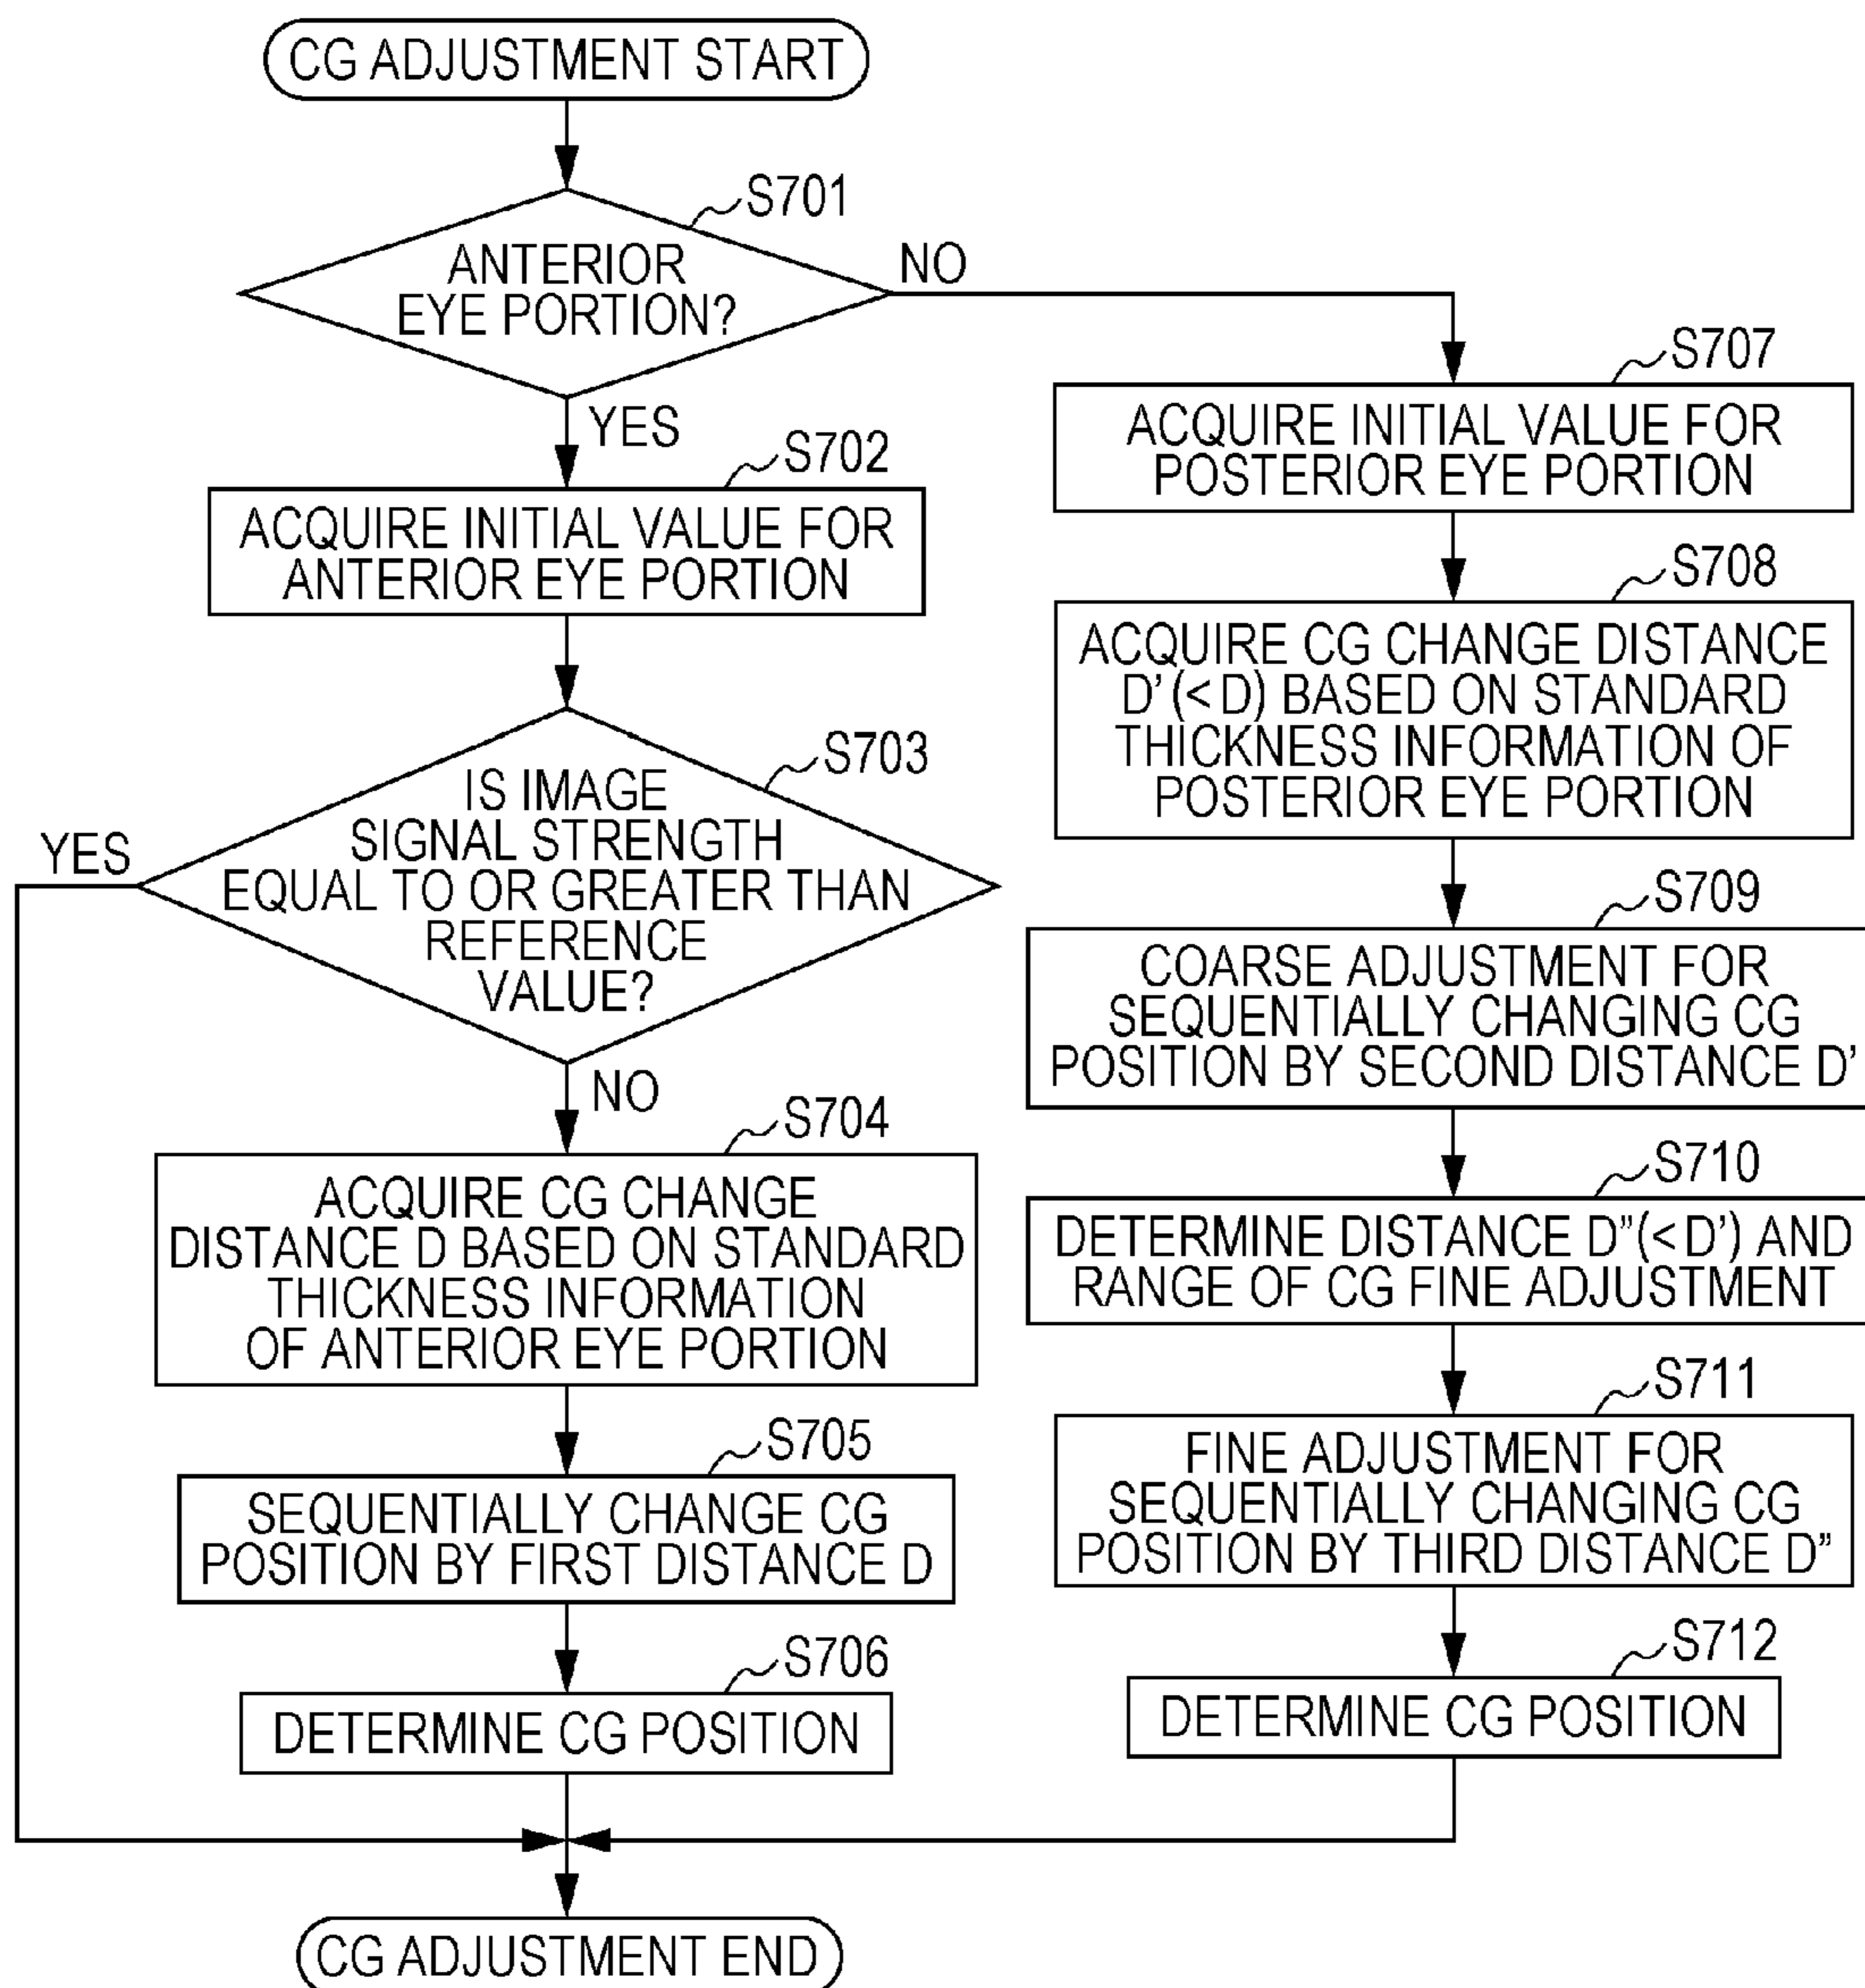 CG ADJUSTMENT START
S701
ANTERIOR
EYE PORTION?
NO
YES
S702
ACQUIRE INITIAL VALUE FOR
ANTERIOR EYE PORTION
S703
IS IMAGE
SIGNAL STRENGTH
EQUAL TO OR GREATER THAN
REFERENCE
VALUE?
YES
NO
S704
ACQUIRE CG CHANGE
DISTANCE D BASED ON STANDARD
THICKNESS INFORMATION
OF ANTERIOR EYE PORTION
S705
SEQUENTIALLY CHANGE CG
POSITION BY FIRST DISTANCE D
S706
DETERMINE CG POSITION
S707
ACQUIRE INITIAL VALUE FOR
POSTERIOR EYE PORTION
S708
ACQUIRE CG CHANGE DISTANCE
D’(< D) BASED ON STANDARD
THICKNESS INFORMATION OF
POSTERIOR EYE PORTION
S709
COARSE ADJUSTMENT FOR
SEQUENTIALLY CHANGING CG
POSITION BY SECOND DISTANCE D’
S710
DETERMINE DISTANCE D”(< D’) AND
RANGE OF CG FINE ADJUSTMENT
S711
FINE ADJUSTMENT FOR
SEQUENTIALLY CHANGING CG
POSITION BY THIRD DISTANCE D”
S712
DETERMINE CG POSITION
CG ADJUSTMENT END